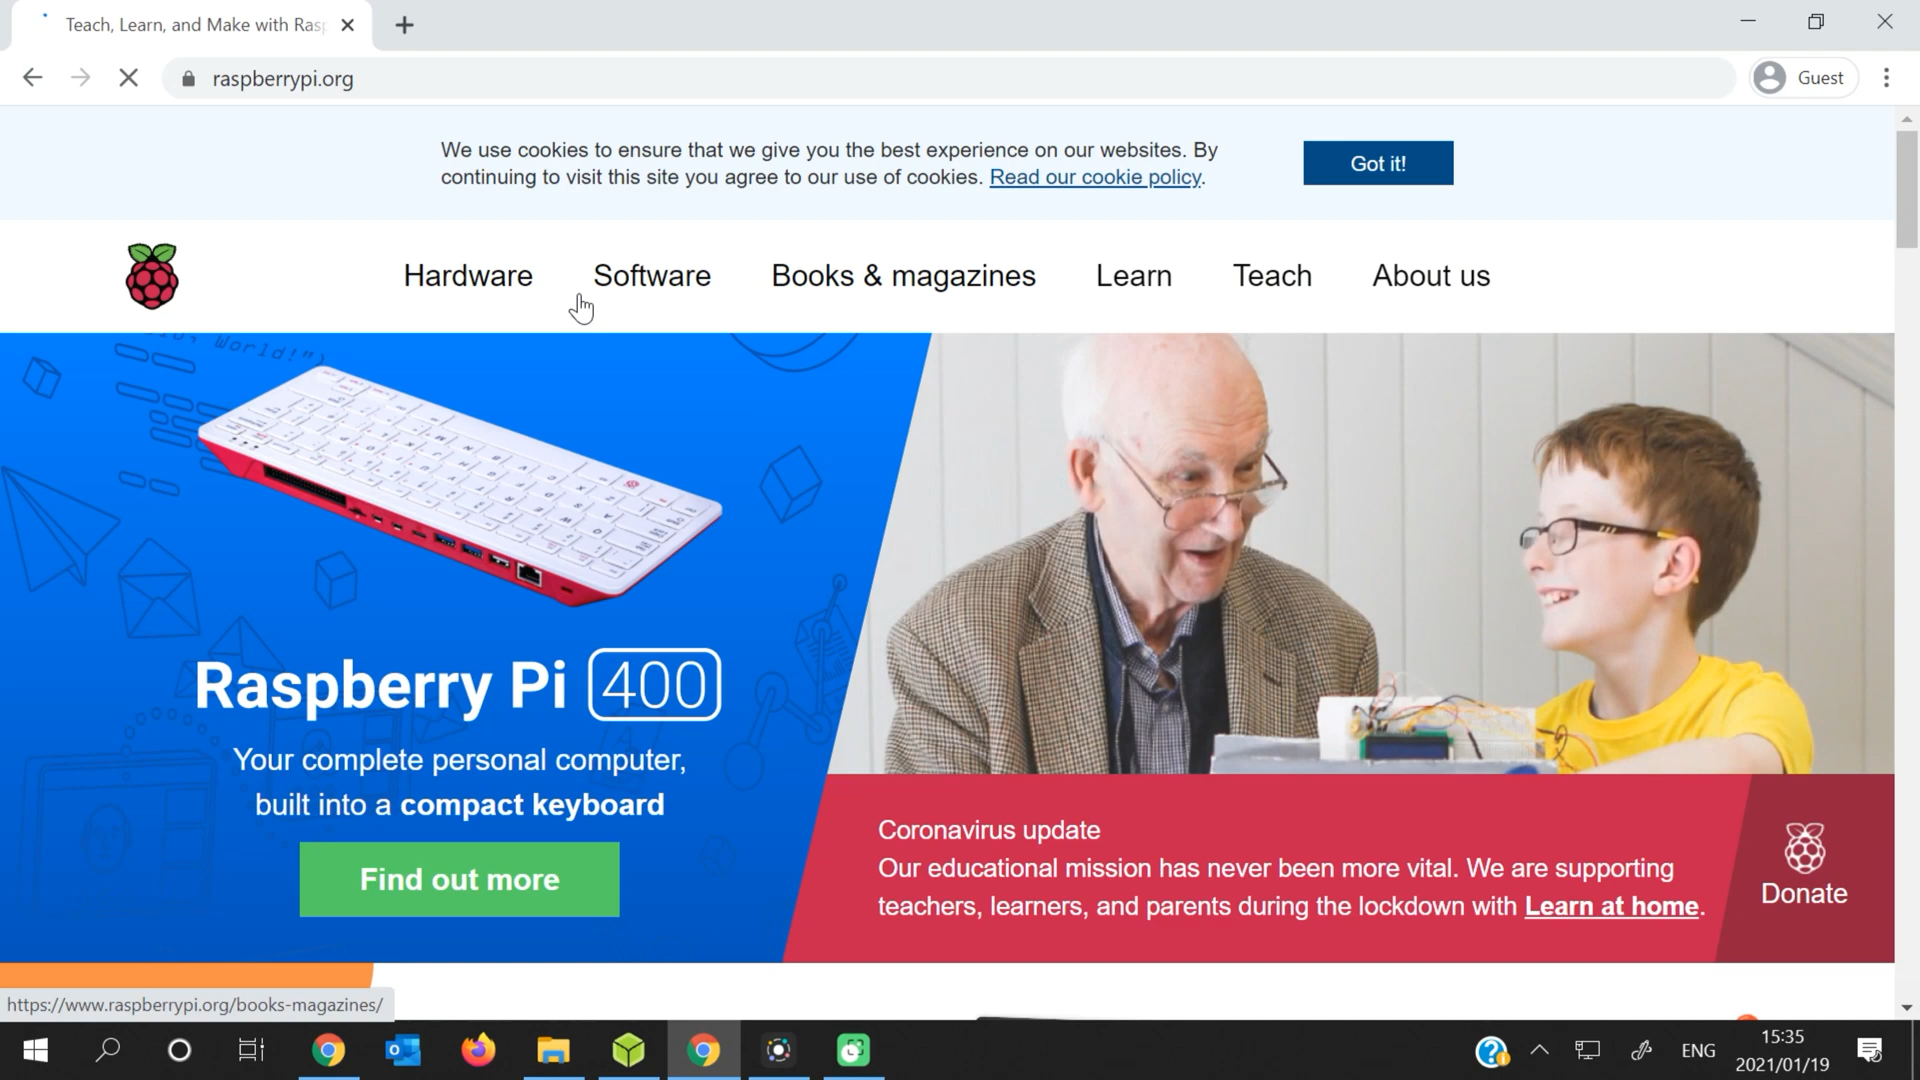 Teach, Learn, and Make with Rasp
raspberrypi.org
Guest
We use cookies to ensure that we give you the best experience on our websites. By
continuing to visit this site you agree to our use of cookies. Read our cookie policy.
Got it!
Hardware
Software
Books & magazines
Learn
Teach
About us
World!")
Raspberry Pi 400
Your complete personal computer,
built into a compact keyboard
Find out more
Coronavirus update
Our educational mission has never been more vital. We are supporting
teachers, learners, and parents during the lockdown with Learn at home.
Donate
https://www.raspberrypi.org/books-magazines/
ENG
15:35
2021/01/19